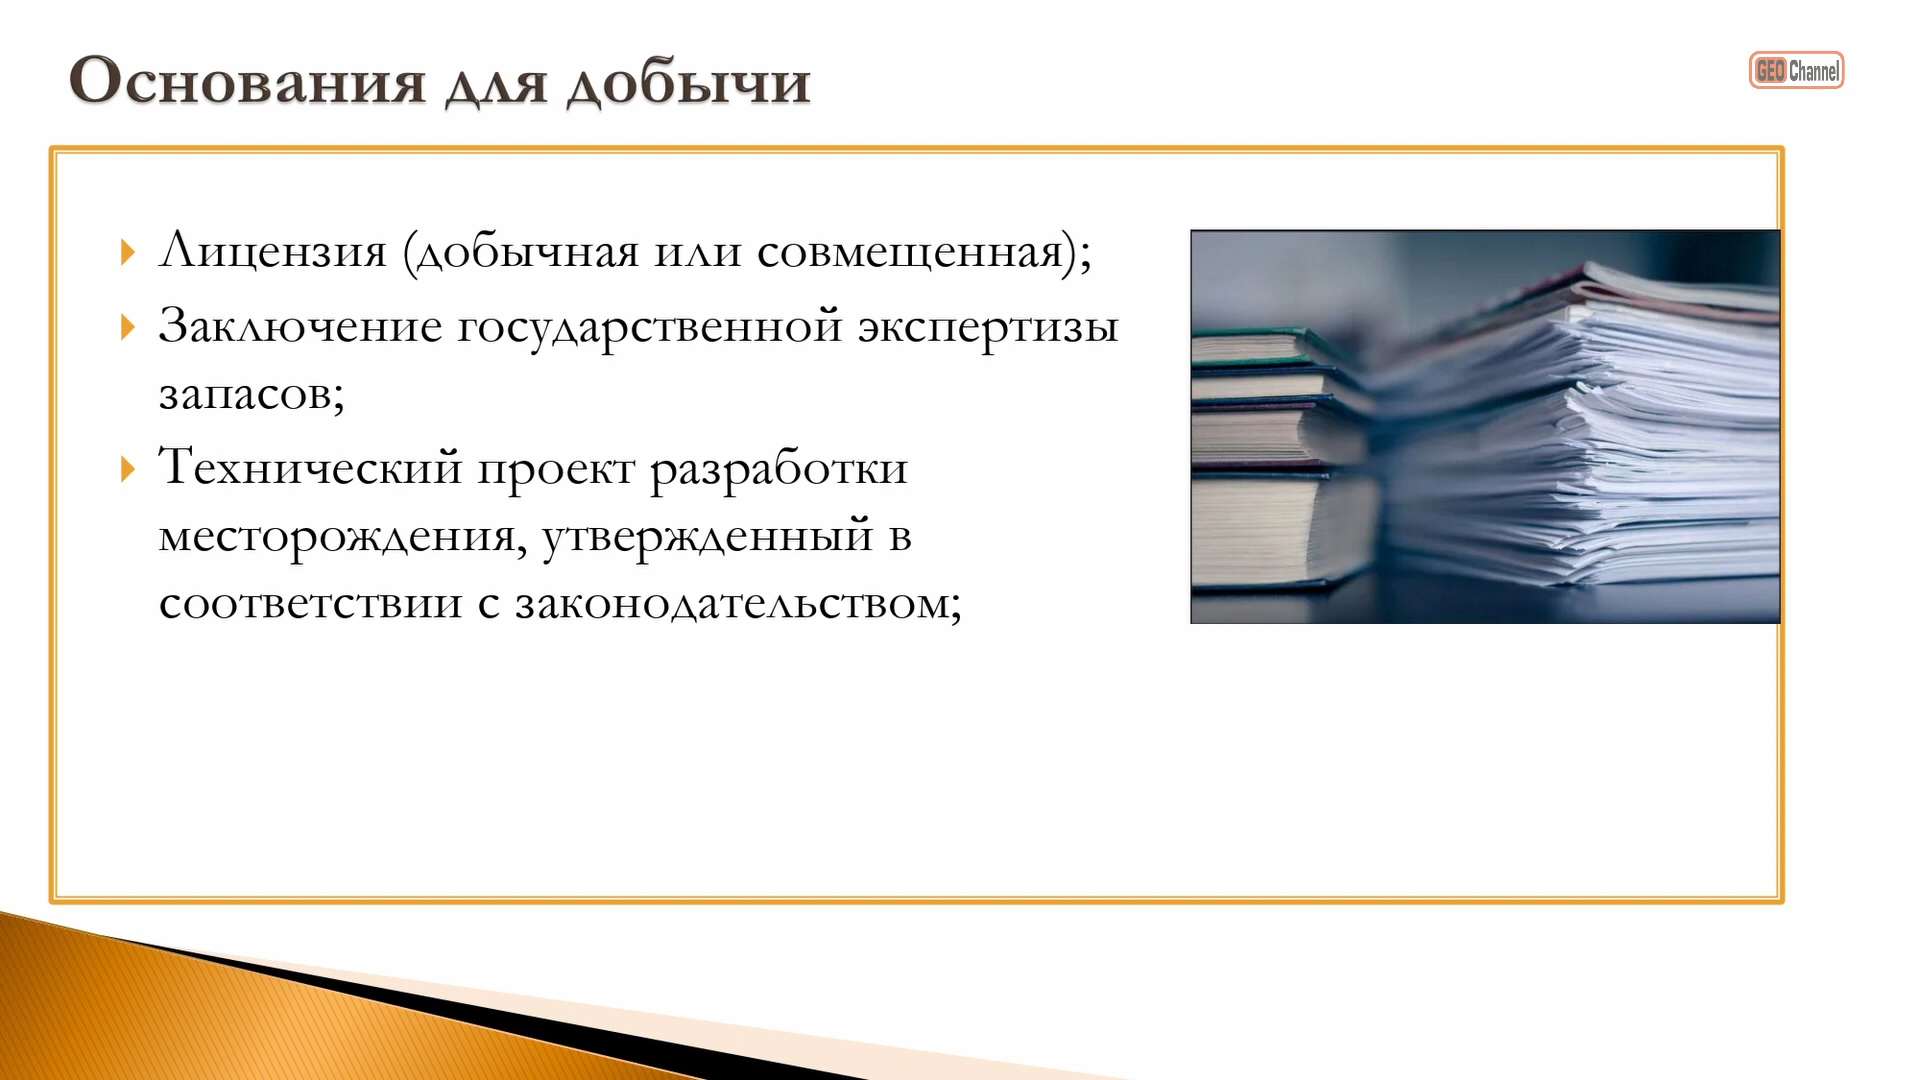 Основания для добычи
GEO Channel
Лицензия (добычная или совмещенная);
Заключение государственной экспертизы
запасов;
Технический проект разработки
месторождения, утвержденный в
соответствии с законодательством;